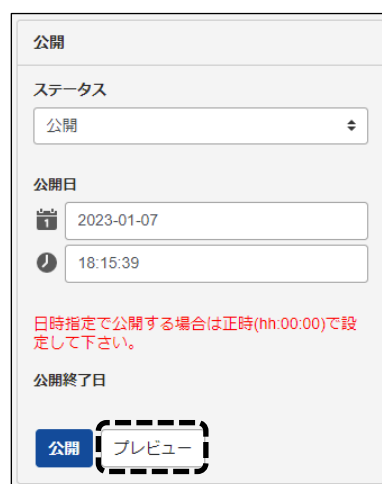 公開
ステータス
公開
公開日
1
2023-01-07
18:15:39
日時指定で公開する場合は正時(hh:00:00)で設
定して下さい。
公開終了日
公開 プレビュー